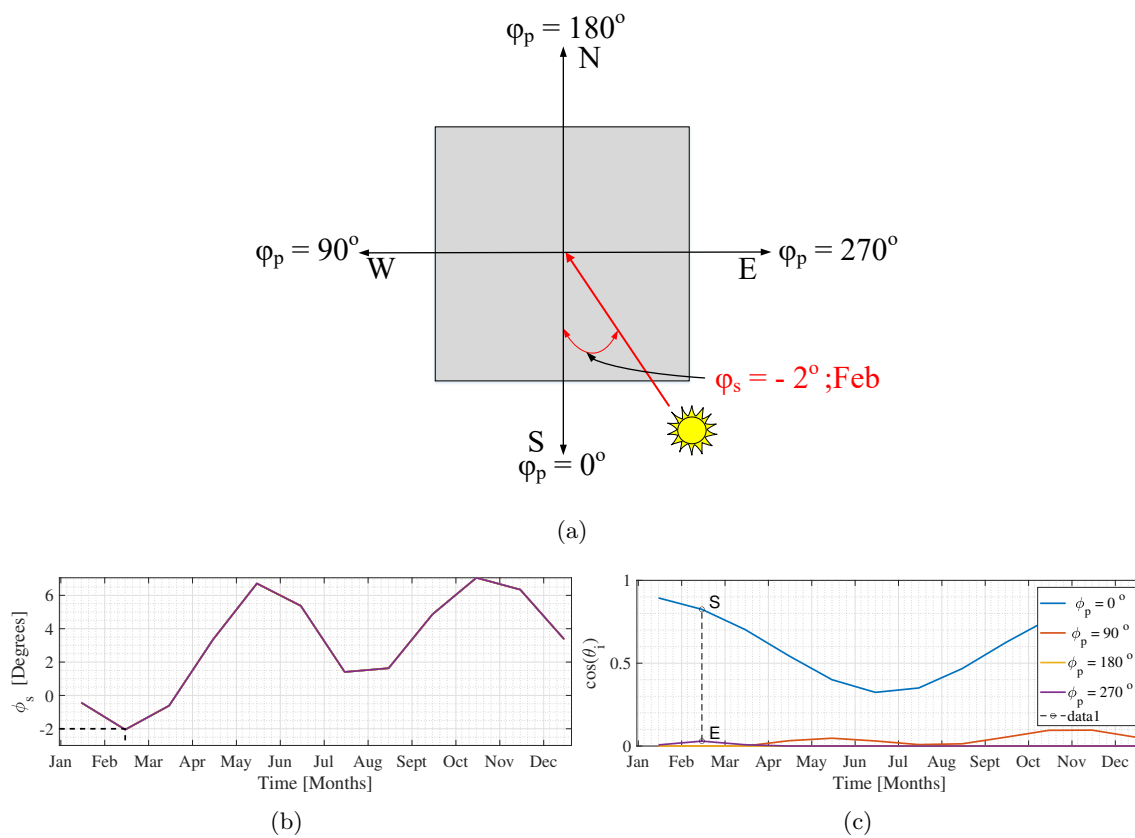 φp = 180°
N
φp = 90°
W
E
φp = 270°
φs = - 2° ;Feb
S
φp = 0°
(a)
6
4
2
0
-2
ϕs [Degrees]
Jan Feb Mar Apr May Jun Jul Aug Sept Oct Nov Dec
Time [Months]
(b)
1
0.5
0
cos(θi)
S
E
ϕp = 0 °
ϕp = 90 °
ϕp = 180 °
ϕp = 270 °
data1
Jan Feb Mar Apr May Jun Jul Aug Sept Oct Nov Dec
Time [Months]
(c)